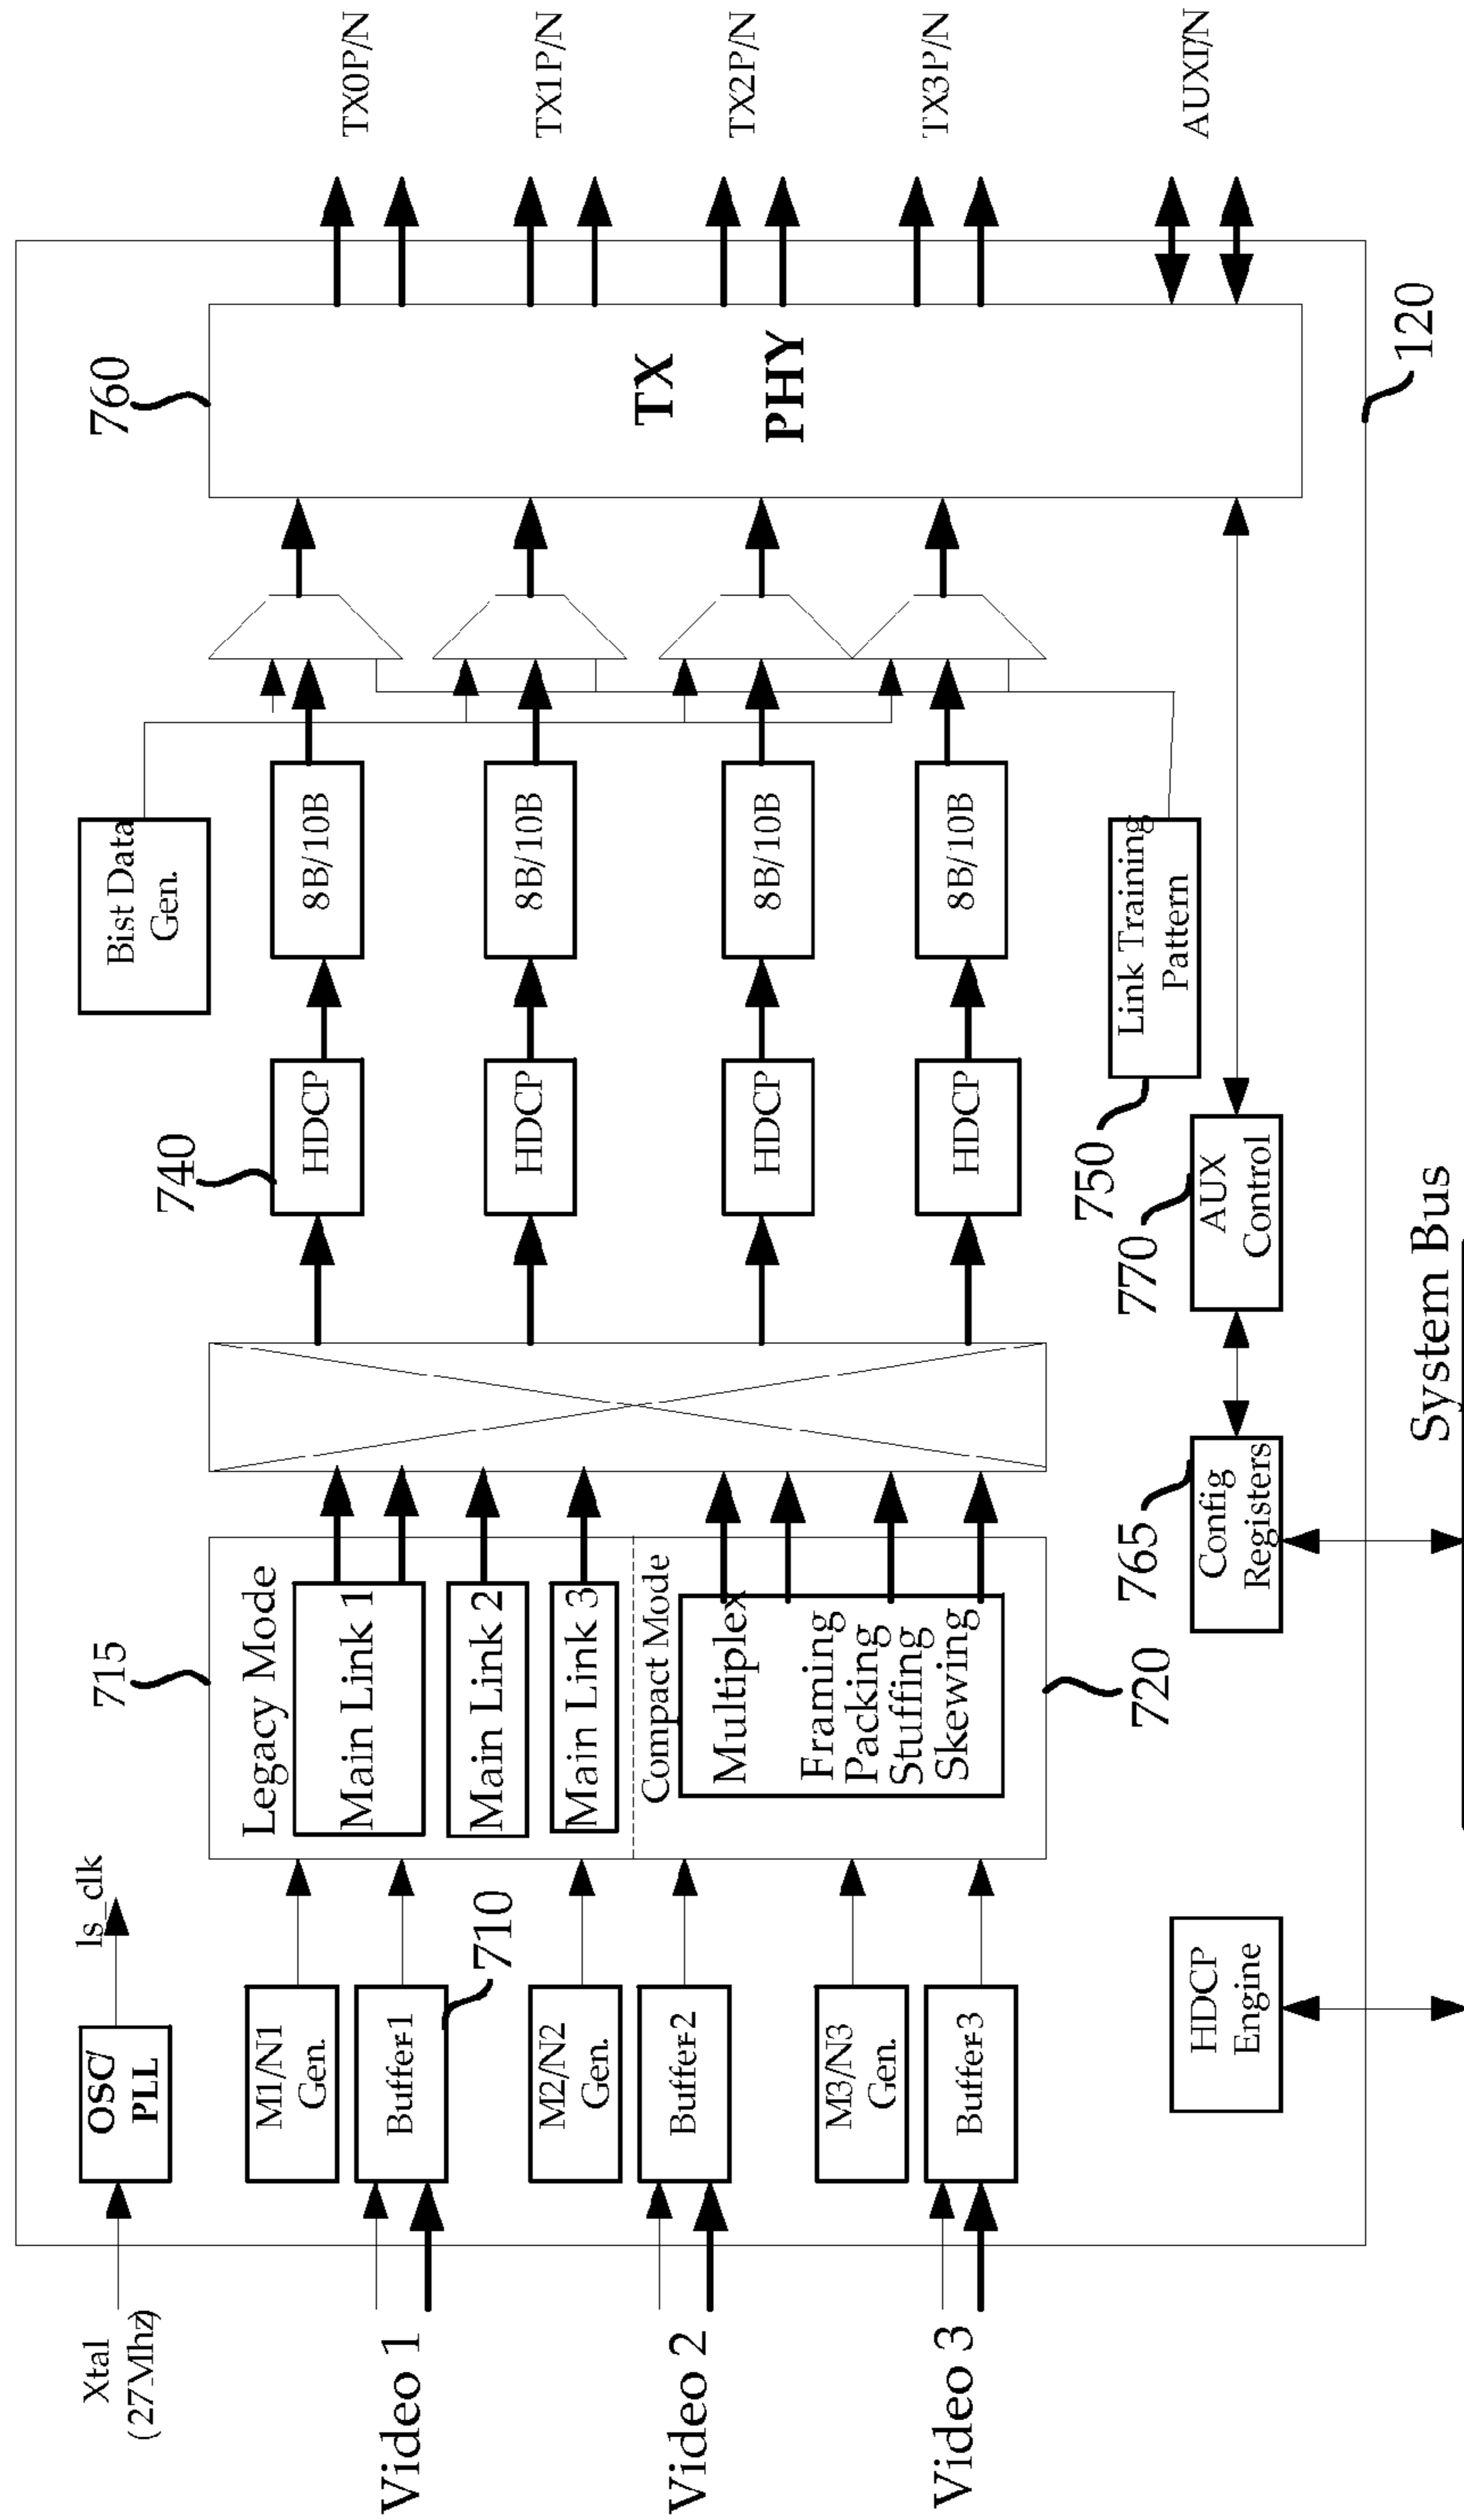 Xtal
(27Mhz)
OSC/
PLL
ls_clk
Video 1
Video 2
Video 3
M1/N1
Gen.
Buffer1
710
M2/N2
Gen.
Buffer2
M3/N3
Gen.
Buffer3
HDCP
Engine
715
Legacy Mode
Main Link 1
Main Link 2
Main Link 3
Compact Mode
Multiplex
Framing
Packing
Stuffing
Skewing
720
765
Config
Registers
System Bus
770
AUX
Control
740
HDCP
HDCP
HDCP
HDCP
750
Link Training
Pattern
Bist Data
Gen.
8B/10B
8B/10B
8B/10B
8B/10B
760
TX
PHY
120
TX0P/N
TX1P/N
TX2P/N
TX3P/N
AUXP/N